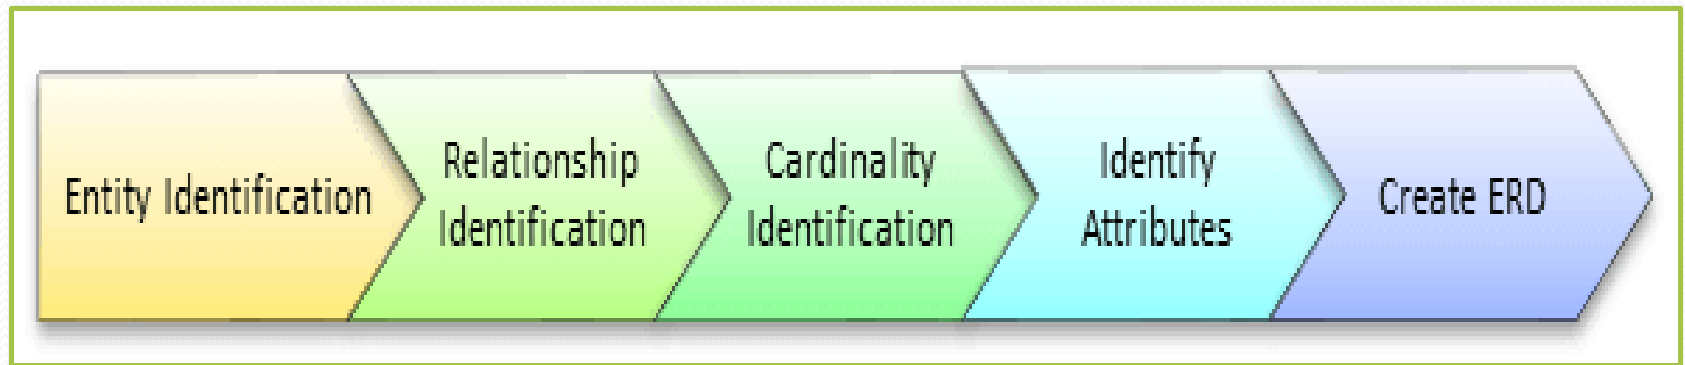 Entity Identification
Relationship
Identification
Cardinality
Identification
Identify
Attributes
Create ERD